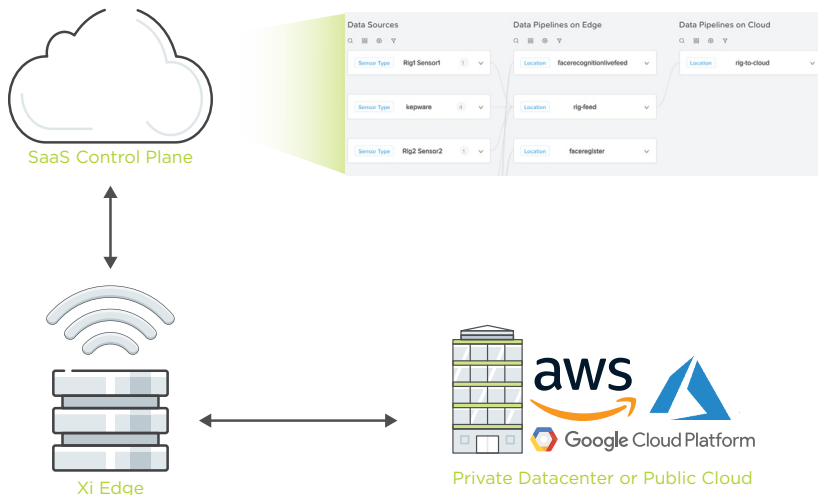 Data Sources
Data Pipelines on Edge
Data Pipelines on Cloud
Sensor Type Rig1 Sensor1 1
Location facerecognitionlivefeed
Location rig-to-cloud
Sensor Type kepware 4
Location rig-feed
Sensor Type Rig2 Sensor2 1
Location faceregister
SaaS Control Plane
aws
Google Cloud Platform
Xi Edge
Private Datacenter or Public Cloud